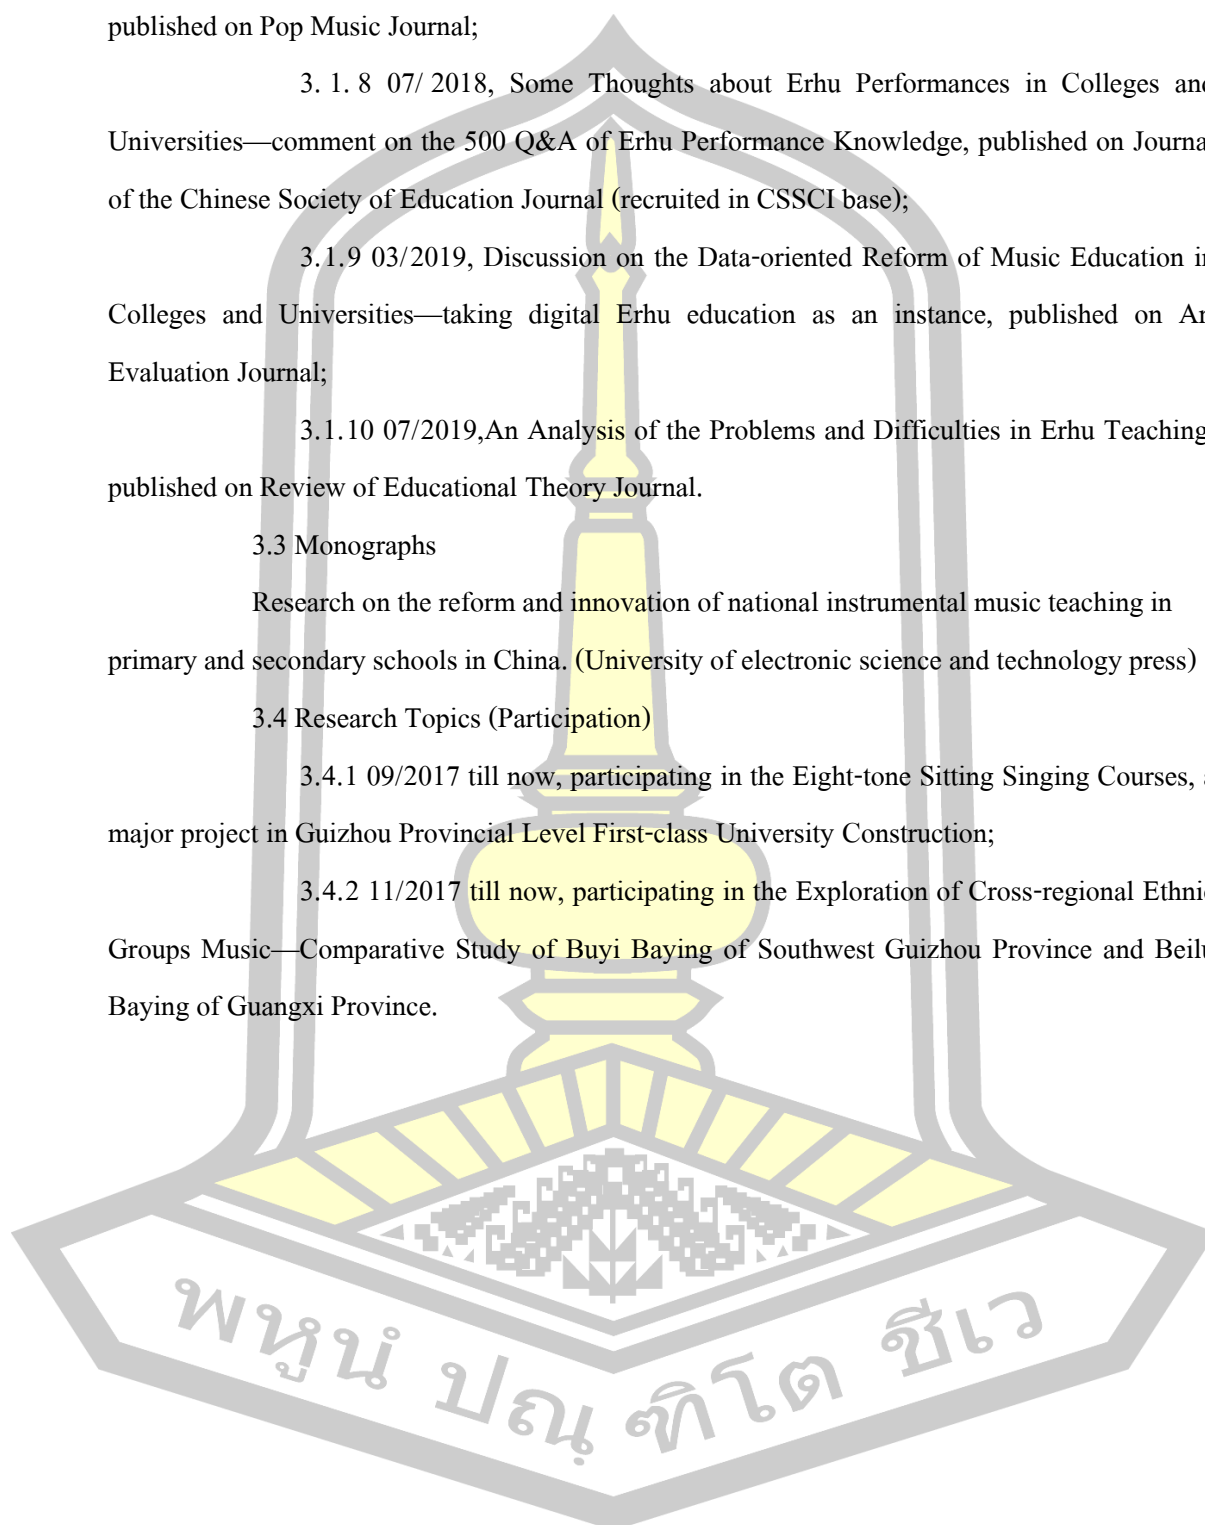 published on Pop Music Journal;
3. 1. 8 07/ 2018, Some Thoughts about Erhu Performances in Colleges and
Universities—comment on the 500 Q&A of Erhu Performance Knowledge, published on Journa
of the Chinese Society of Education Journal (recruited in CSSCI base);
3.1.9 03/2019, Discussion on the Data-oriented Reform of Music Education in
Colleges and Universities—taking digital Erhu education as an instance, published on Ar
Evaluation Journal;
3.1.10 07/2019,An Analysis of the Problems and Difficulties in Erhu Teaching
published on Review of Educational Theory Journal.
3.3 Monographs
Research on the reform and innovation of national instrumental music teaching in
primary and secondary schools in China. (University of electronic science and technology press)
3.4 Research Topics (Participation)
3.4.1 09/2017 till now, participating in the Eight-tone Sitting Singing Courses, a
major project in Guizhou Provincial Level First-class University Construction;
3.4.2 11/2017 till now, participating in the Exploration of Cross-regional Ethnic
Groups Music—Comparative Study of Buyi Baying of Southwest Guizhou Province and Beilu
Baying of Guangxi Province.
พหูนํ ปณฺฑิโต ชีเว